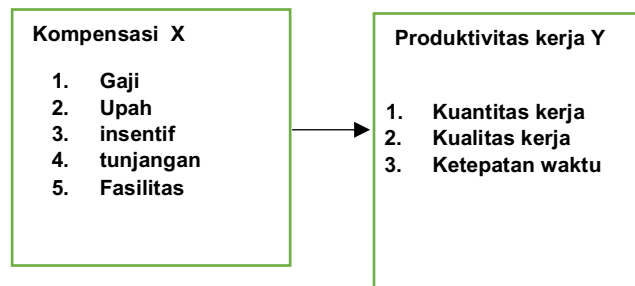 Kompensasi X
1. Gaji
2. Upah
3. insentif
4. tunjangan
5. Fasilitas
Produktivitas kerja Y
1. Kuantitas kerja
2. Kualitas kerja
3. Ketepatan waktu